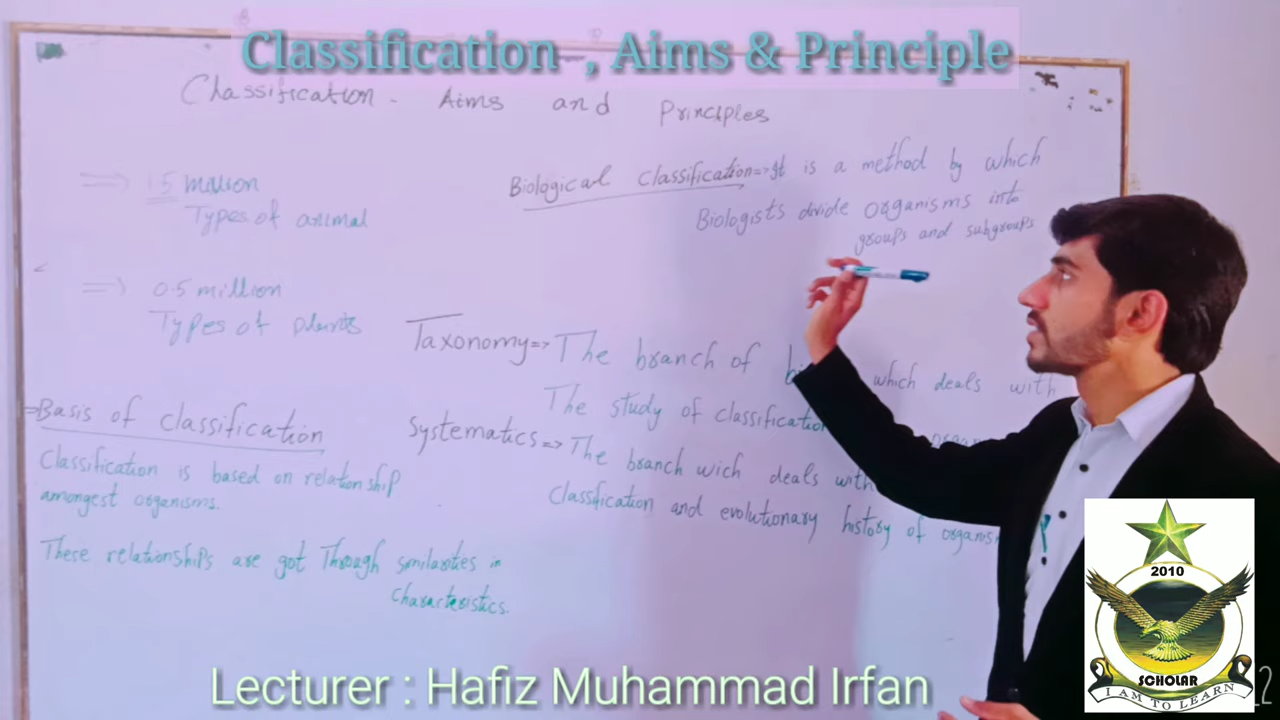 Classification , Aims & Principle
Classification - Aims and Principles
⇒ 1.5 million
Types of animal
Biological Classification => It is a method by which
Biologists divide organisms into
groups and subgroups
⇒ 0.5 million
Types of plants
Taxonomy => The branch of which deals with
The study of classification
Systematics => The branch wich deals with
classification and evolutionary history of organis
⇒ Basis of classification
Classification is based on relationship
amongest organisms.
These relationships are got Through similarities in
characteristics.
2010
SCHOLAR
I AM TO LEARN
Lecturer : Hafiz Muhammad Irfan